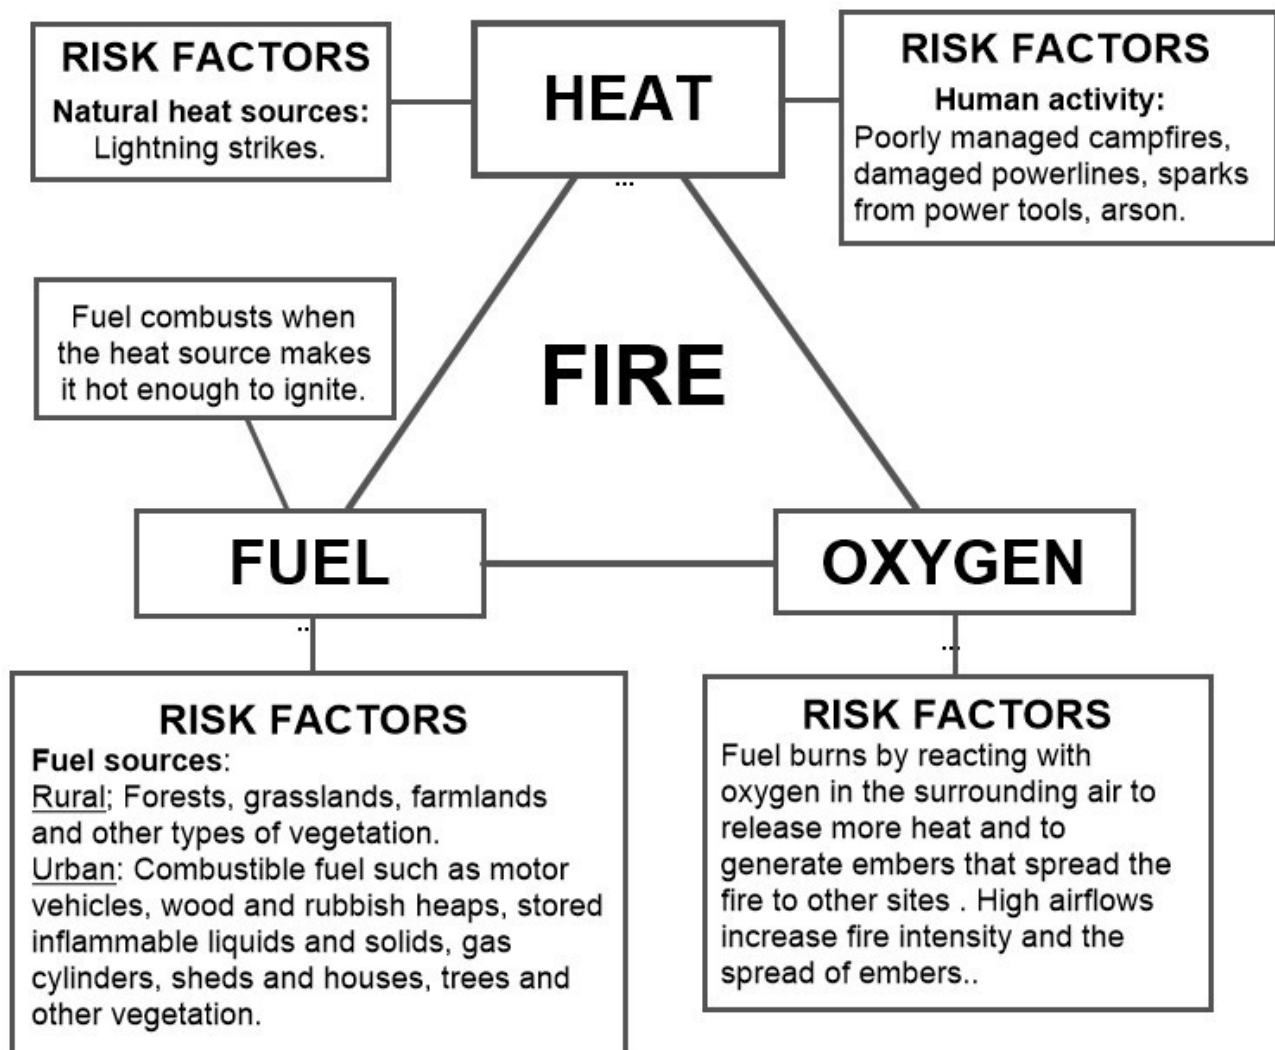 RISK FACTORS
Natural heat sources:
Lightning strikes.
HEAT
...
RISK FACTORS
Human activity:
Poorly managed campfires,
damaged powerlines, sparks
from power tools, arson.
Fuel combusts when
the heat source makes
it hot enough to ignite.
FIRE
FUEL
..
OXYGEN
...
RISK FACTORS
Fuel sources:
Rural; Forests, grasslands, farmlands
and other types of vegetation.
Urban: Combustible fuel such as motor
vehicles, wood and rubbish heaps, stored
inflammable liquids and solids, gas
cylinders, sheds and houses, trees and
other vegetation.
RISK FACTORS
Fuel burns by reacting with
oxygen in the surrounding air to
release more heat and to
generate embers that spread the
fire to other sites . High airflows
increase fire intensity and the
spread of embers..